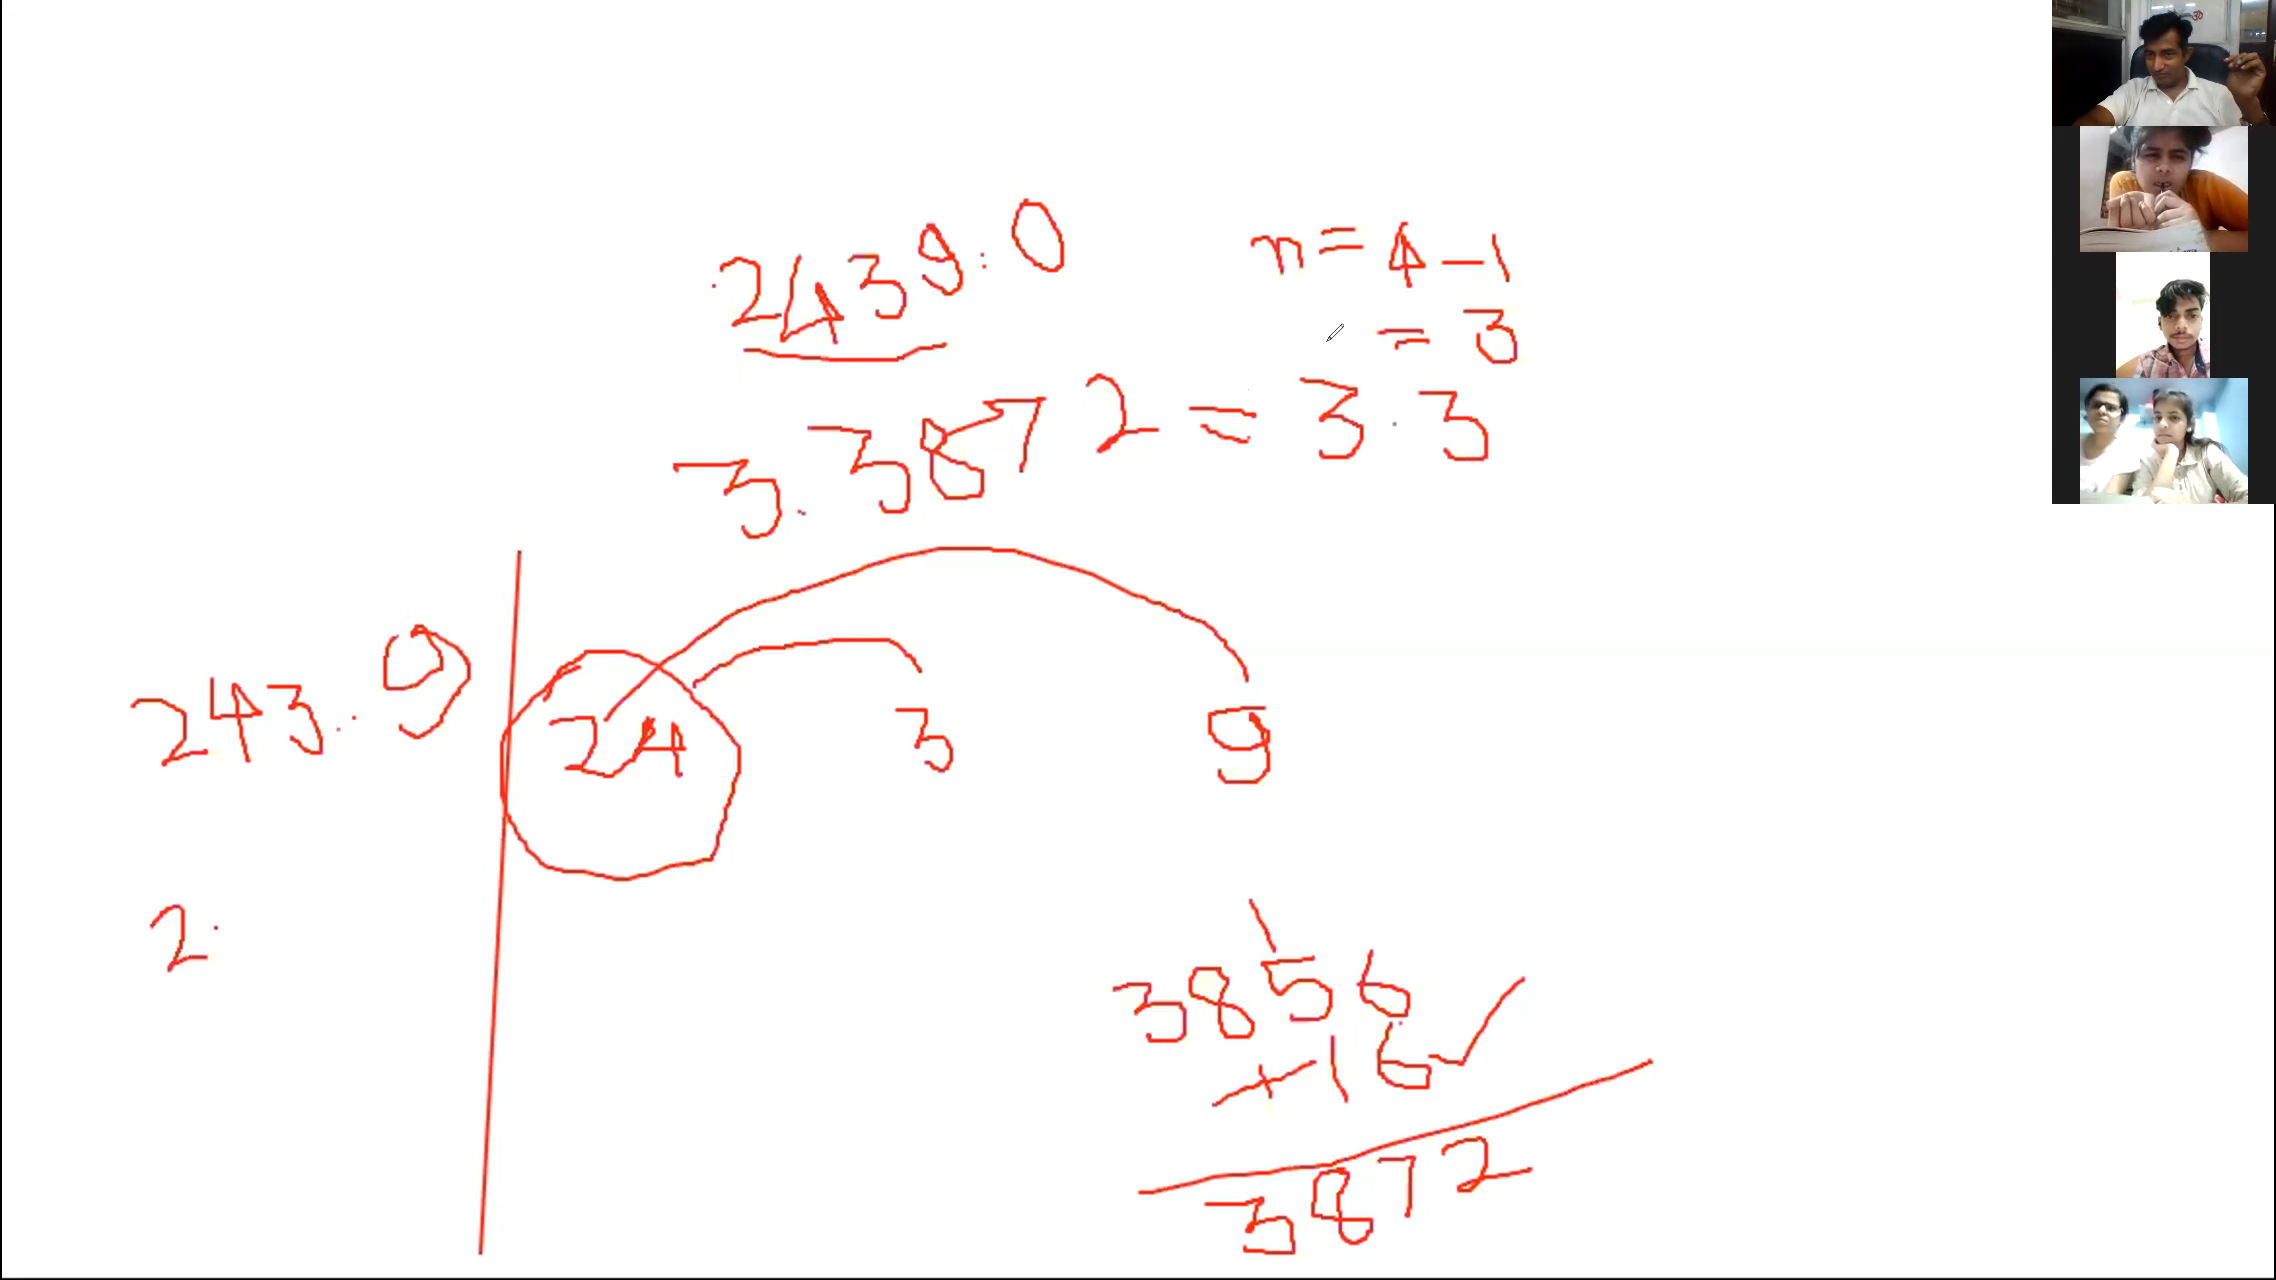 2439.0
n = 4 - 1
= 3
3.3872 = 3.3
243.9
24 3 9
2.
3856
+16
3872
ॐ